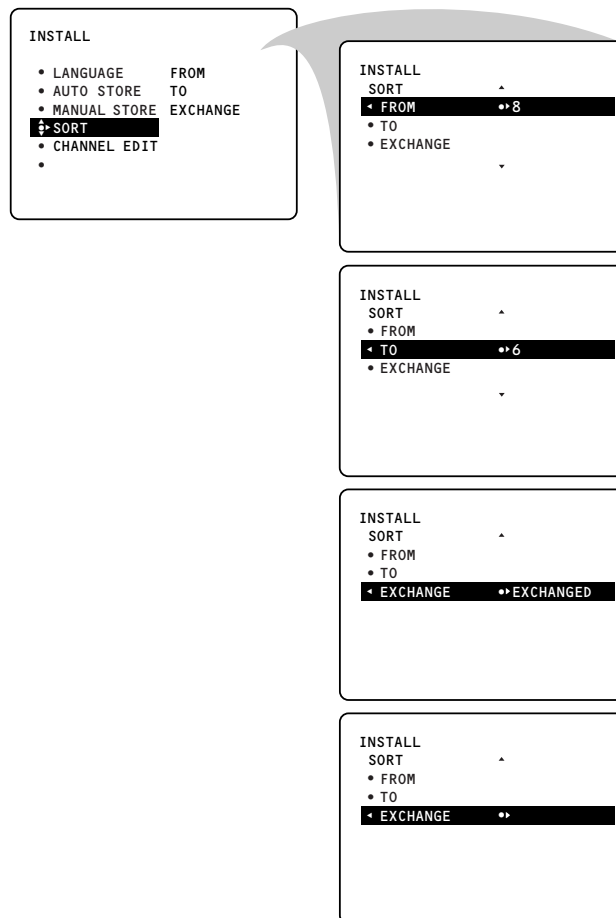 INSTALL
• LANGUAGE FROM
• AUTO STORE TO
• MANUAL STORE EXCHANGE
SORT
• CHANNEL EDIT
•
INSTALL
SORT
FROM 8
• TO
• EXCHANGE
INSTALL
SORT
• FROM
TO 6
• EXCHANGE
INSTALL
SORT
• FROM
• TO
EXCHANGE EXCHANGED
INSTALL
SORT
• FROM
• TO
EXCHANGE